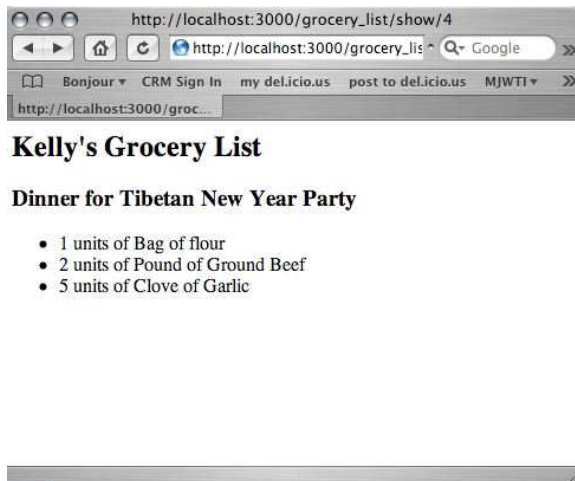 http://localhost:3000/grocery_list/show/4
http://localhost:3000/grocery_lis Google
Bonjour CRM Sign In my del.icio.us post to del.icio.us MJWTI
http://localhost:3000/groc...
Kelly's Grocery List
Dinner for Tibetan New Year Party
• 1 units of Bag of flour
• 2 units of Pound of Ground Beef
• 5 units of Clove of Garlic